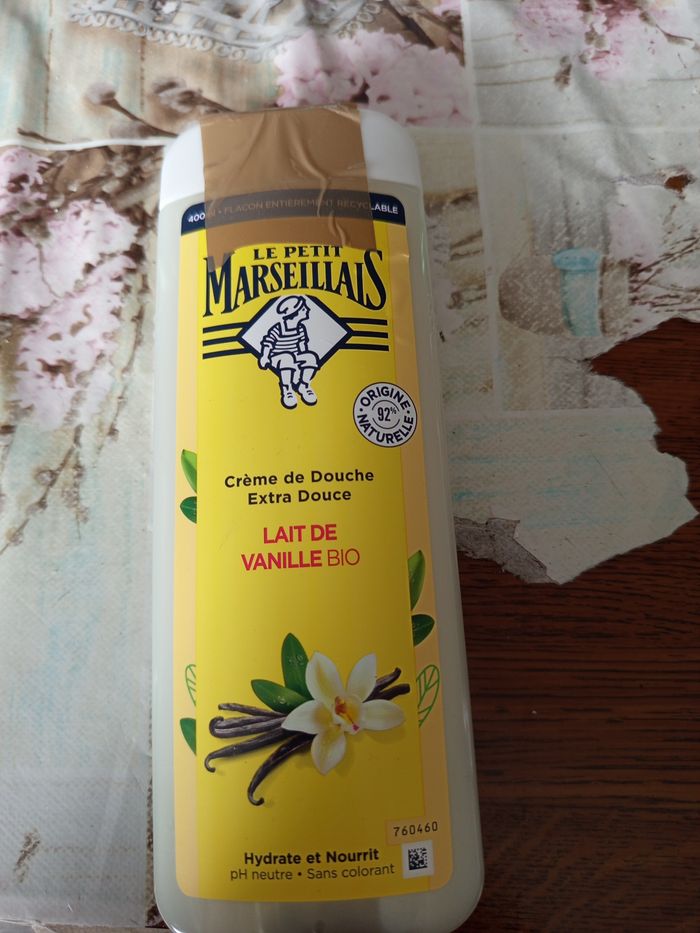 400 • FLACON ENTIÈREMENT RECYCLABLE
LE PETIT
MARSEILLAIS
ORIGINE
92%
NATURELLE
Crème de Douche
Extra Douce
LAIT DE
VANILLE BIO
760460
Hydrate et Nourrit
pH neutre • Sans colorant